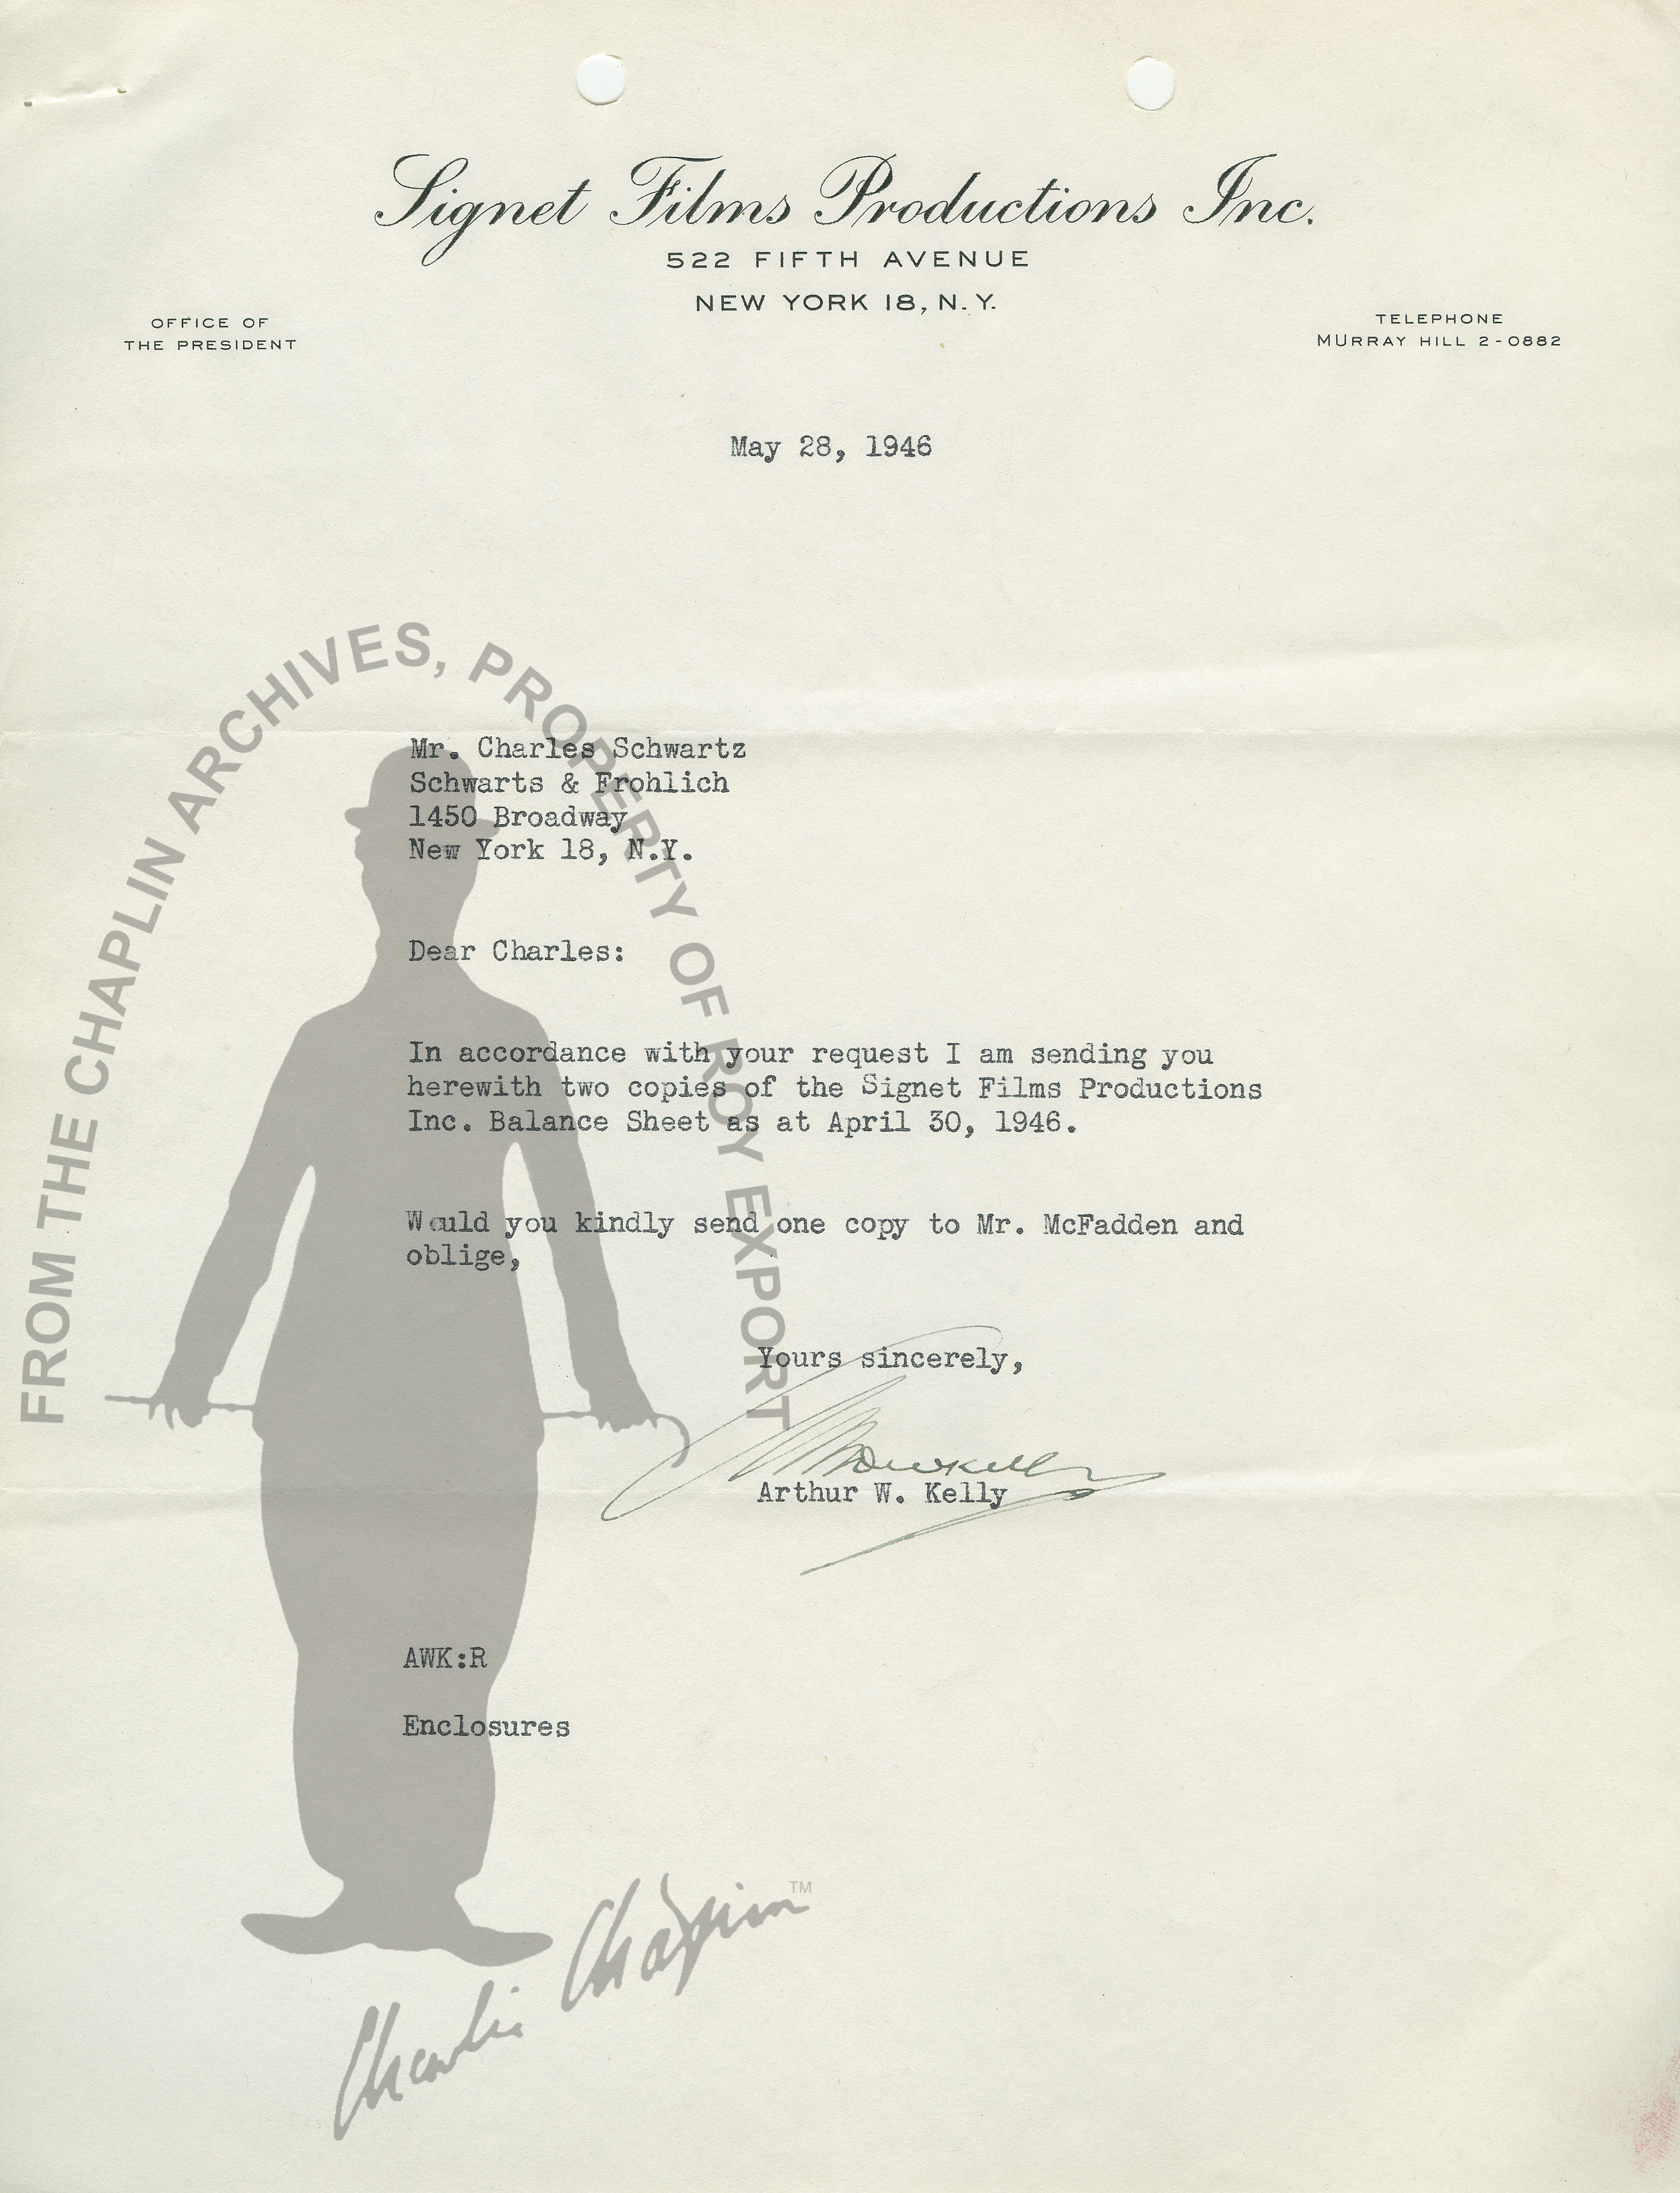 Signet Films Productions Inc.
522 FIFTH AVENUE
NEW YORK 18, N.Y.
OFFICE OF
THE PRESIDENT
TELEPHONE
MURRAY HILL 2-0882
May 28, 1946
FROM THE CHAPLIN ARCHIVES, PROPERTY OF ROY EXPORT
Mr. Charles Schwartz
Schwarts & Frohlich
1450 Broadway
New York 18, N.Y.
Dear Charles:
In accordance with your request I am sending you
herewith two copies of the Signet Films Productions
Inc. Balance Sheet as at April 30, 1946.
Would you kindly send one copy to Mr. McFadden and
oblige,
Yours sincerely,
Arthur W. Kelly
AWK:R
Enclosures
Charlie Chaplin TM